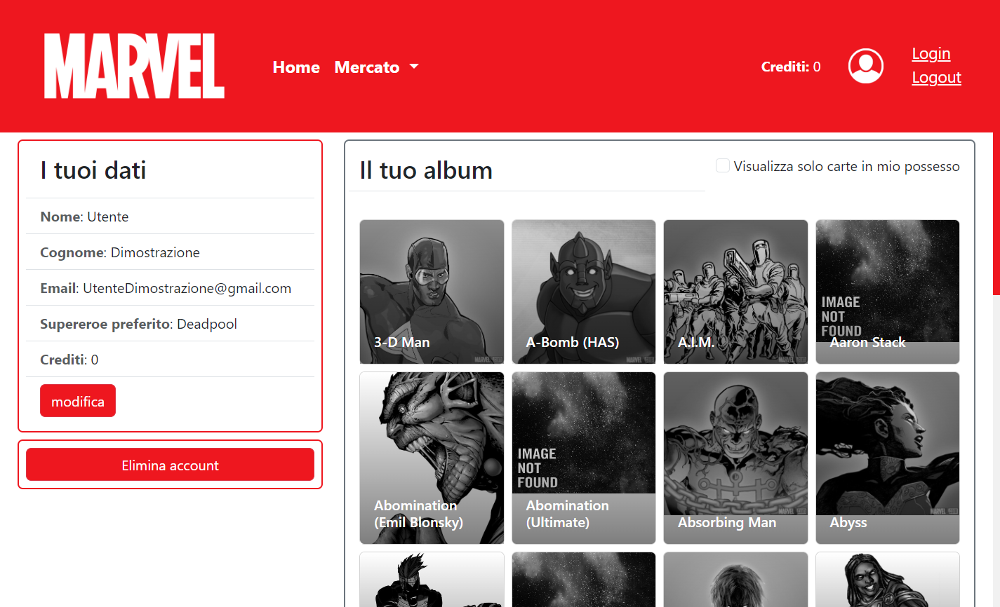 MARVEL
Home Mercato
Crediti: 0
Login
Logout
I tuoi dati
Nome: Utente
Cognome: Dimostrazione
Email: UtenteDimostrazione@gmail.com
Supereroe preferito: Deadpool
Crediti: 0
modifica
Elimina account
Il tuo album
Visualizza solo carte in mio possesso
3-D Man
A-Bomb (HAS)
A.I.M.
IMAGE
NOT
FOUND
Aaron Stack
Abomination
(Emil Blonsky)
IMAGE
NOT
FOUND
Abomination
(Ultimate)
Absorbing Man
Abyss